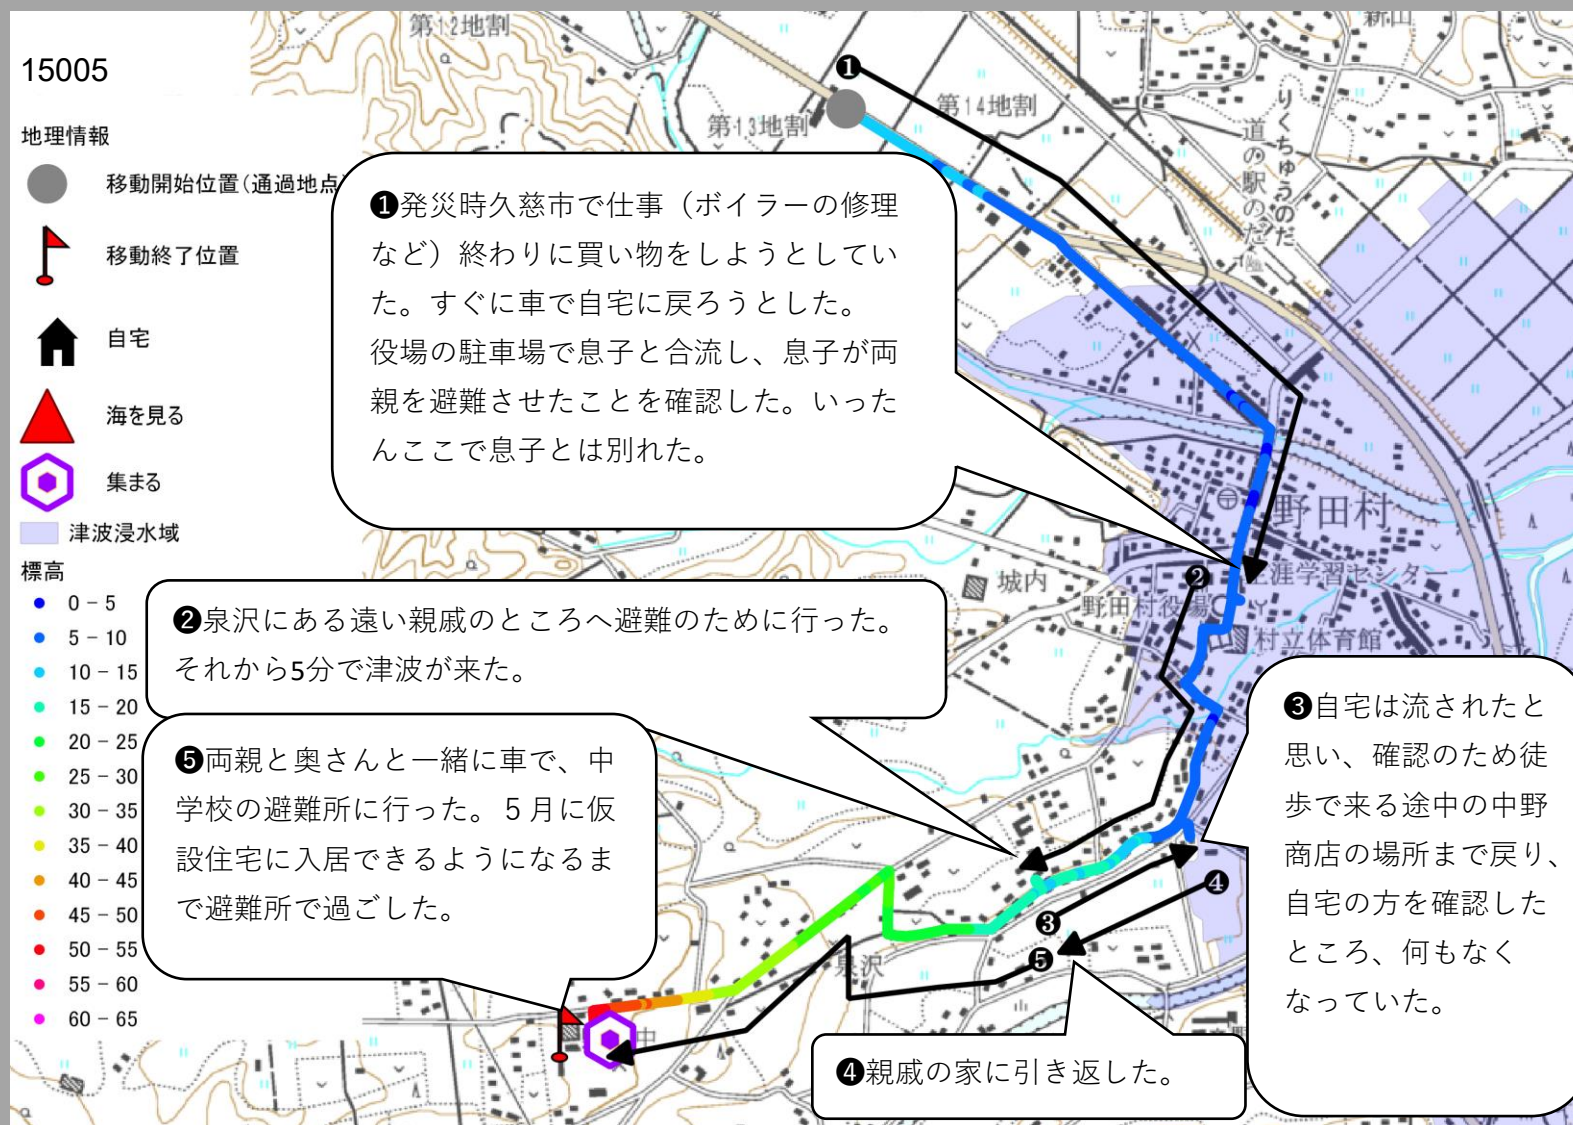 15005
地理情報
移動開始位置(通過地点
移動終了位置
自宅
海を見る
集まる
津波浸水域
標高
0 - 5
5 - 10
10 - 15
15 - 20
20 - 25
25 - 30
30 - 35
35 - 40
40 - 45
45 - 50
50 - 55
55 - 60
60 - 65
第12地割
新山
❶
第13地割
第14地割
道の駅のだ
りくちゅうのだ
❶発災時久慈市で仕事（ボイラーの修理
など）終わりに買い物をしようとしてい
た。すぐに車で自宅に戻ろうとした。
役場の駐車場で息子と合流し、息子が両
親を避難させたことを確認した。いった
んここで息子とは別れた。
野田村
城内
❷
生涯学習センター
野田村役場
村立体育館
❷泉沢にある遠い親戚のところへ避難のために行った。
それから5分で津波が来た。
❸自宅は流されたと
思い、確認のため徒
歩で来る途中の中野
商店の場所まで戻り、
自宅の方を確認した
ところ、何もなく
なっていた。
❺両親と奥さんと一緒に車で、中
学校の避難所に行った。５月に仮
設住宅に入居できるようになるま
で避難所で過ごした。
❹
❸
❺
泉沢
中
❹親戚の家に引き返した。